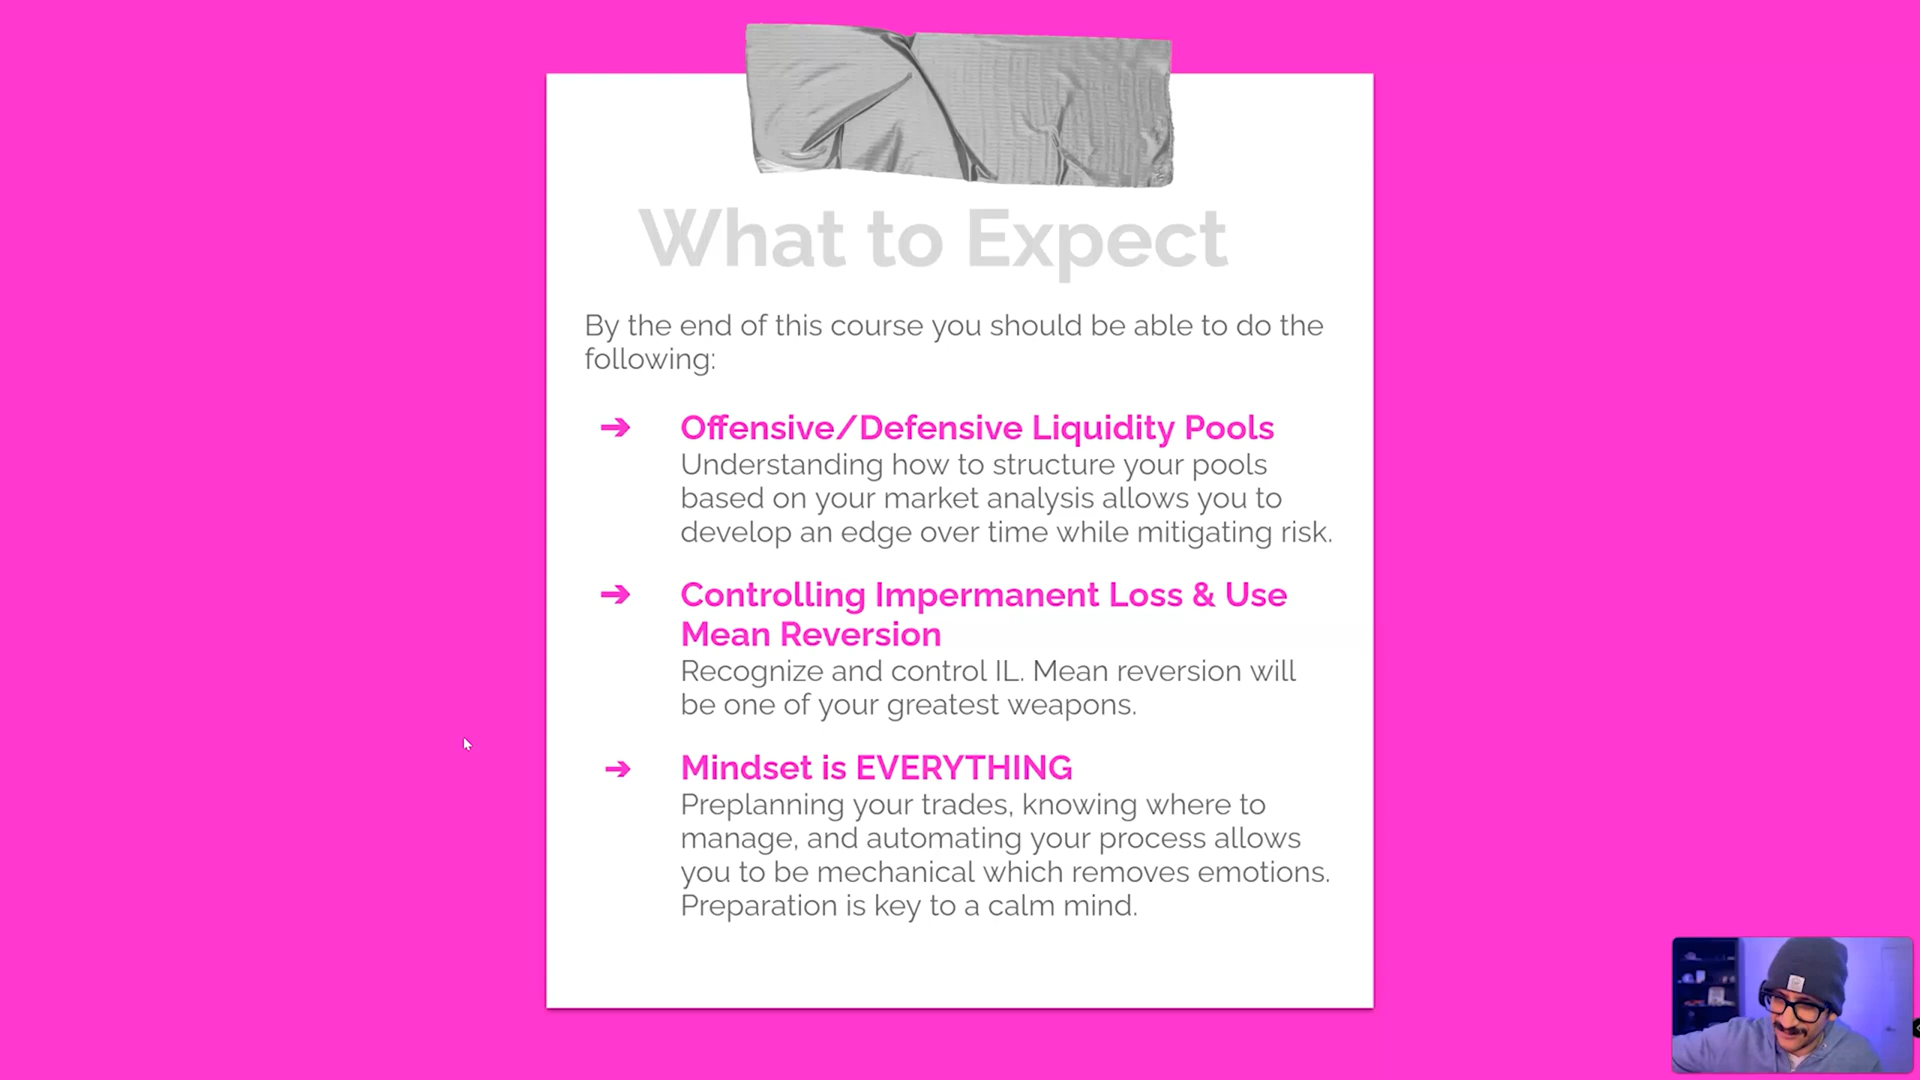 What to Expect
By the end of this course you should be able to do the
following:
➔ Offensive/Defensive Liquidity Pools
Understanding how to structure your pools
based on your market analysis allows you to
develop an edge over time while mitigating risk.
➔ Controlling Impermanent Loss & Use
Mean Reversion
Recognize and control IL. Mean reversion will
be one of your greatest weapons.
➔ Mindset is EVERYTHING
Preplanning your trades, knowing where to
manage, and automating your process allows
you to be mechanical which removes emotions.
Preparation is key to a calm mind.